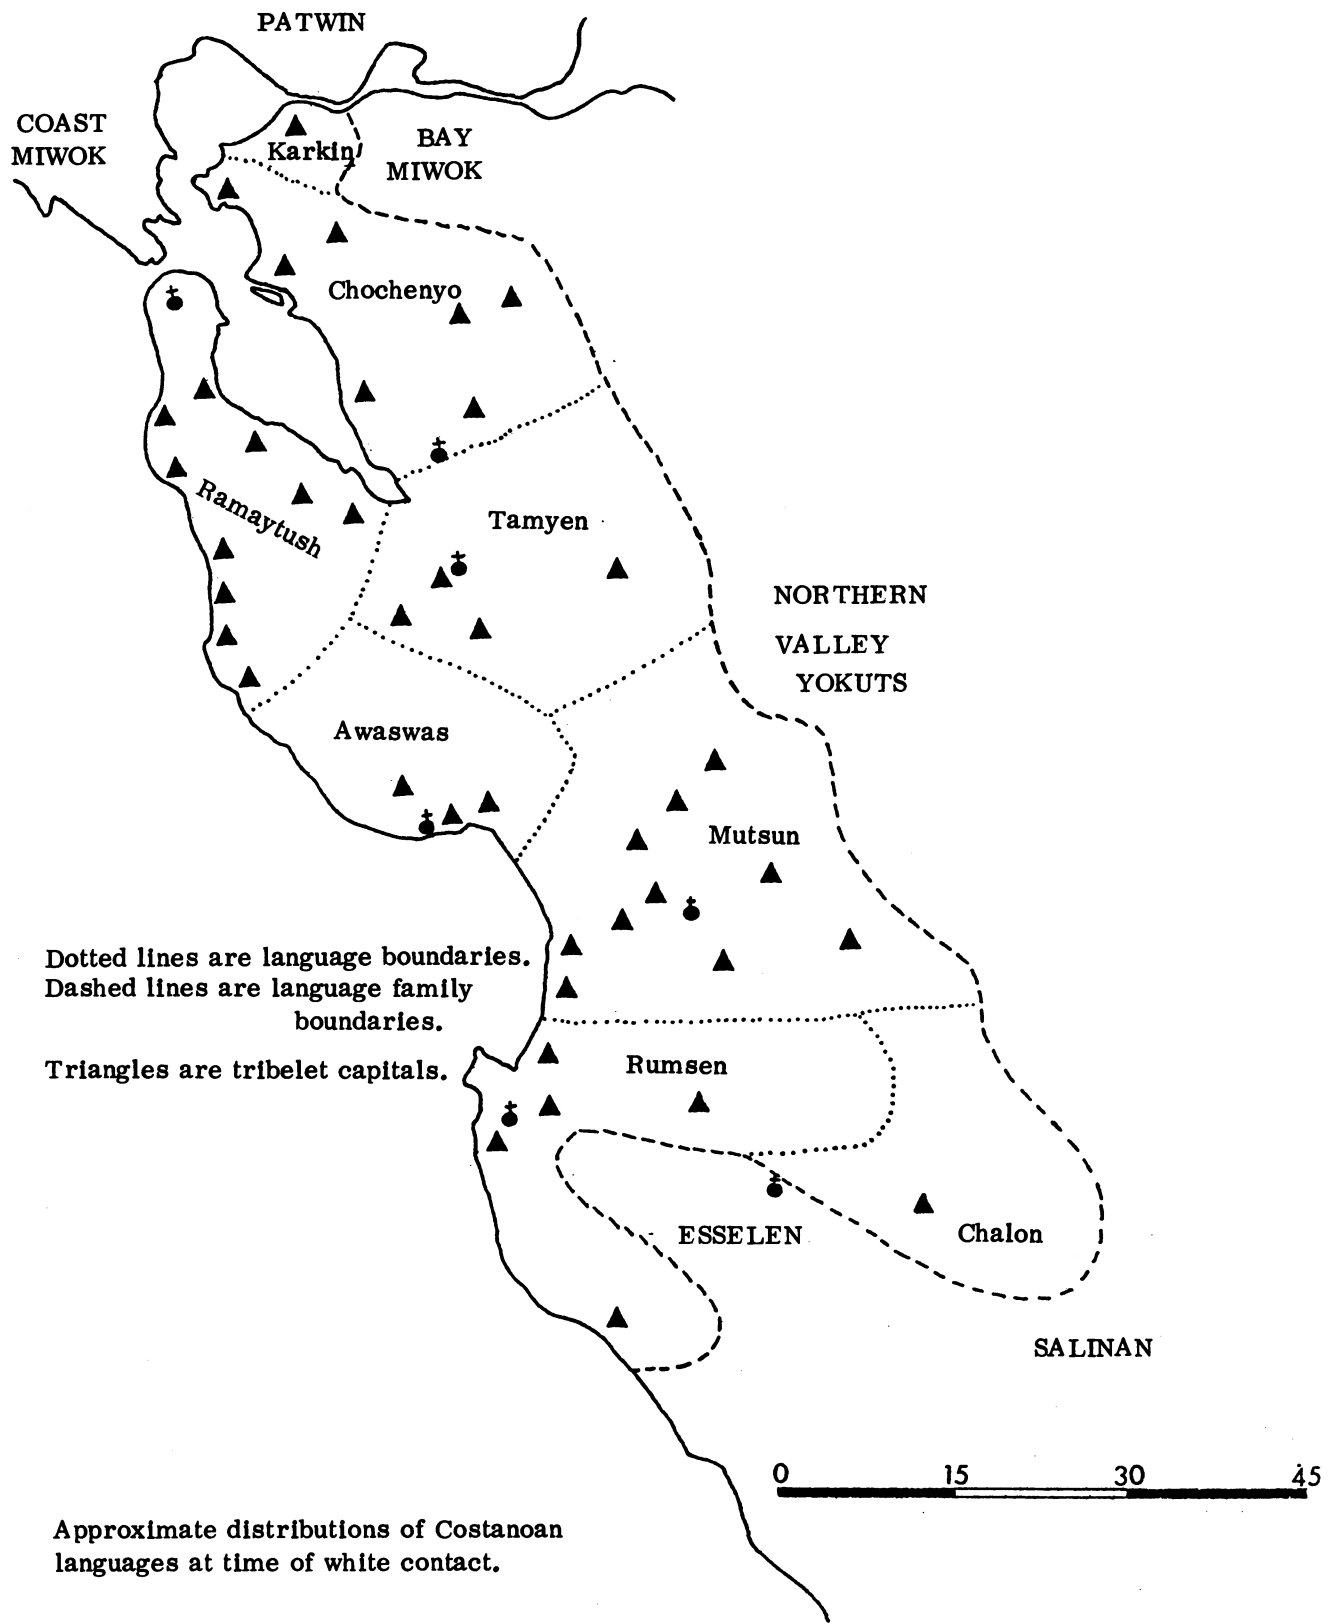 PATWIN
COAST
MIWOK
BAY
MIWOK
Karkin
Chochenyo
Ramaytush
Tamyen
NORTHERN
VALLEY
YOKUTS
Awaswas
Mutsun
Dotted lines are language boundaries.
Dashed lines are language family
boundaries.
Triangles are tribelet capitals.
Rumsen
ESSELEN
Chalon
SALINAN
0 15 30 45
Approximate distributions of Costanoan
languages at time of white contact.